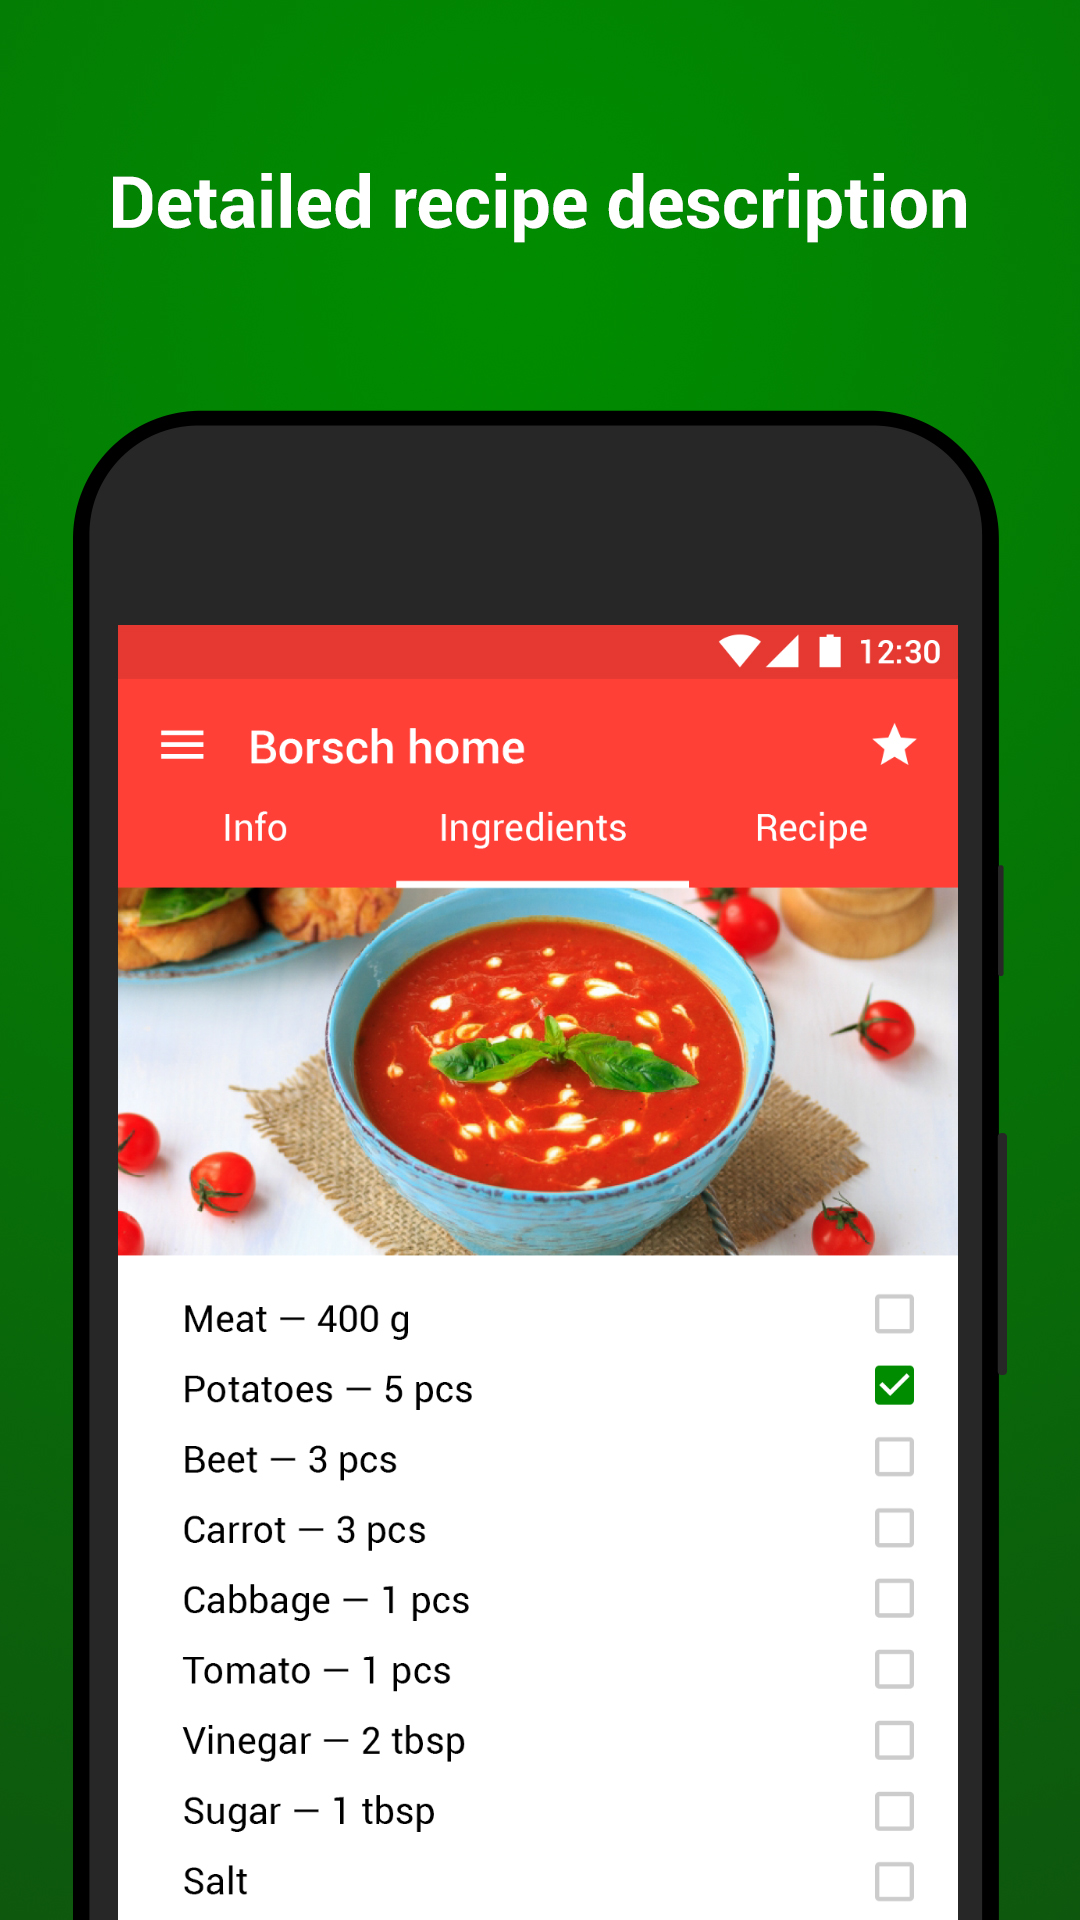 Detailed recipe description
12:30
Borsch home
Info Ingredients Recipe
Meat — 400 g
Potatoes — 5 pcs
Beet — 3 pcs
Carrot — 3 pcs
Cabbage — 1 pcs
Tomato — 1 pcs
Vinegar — 2 tbsp
Sugar — 1 tbsp
Salt